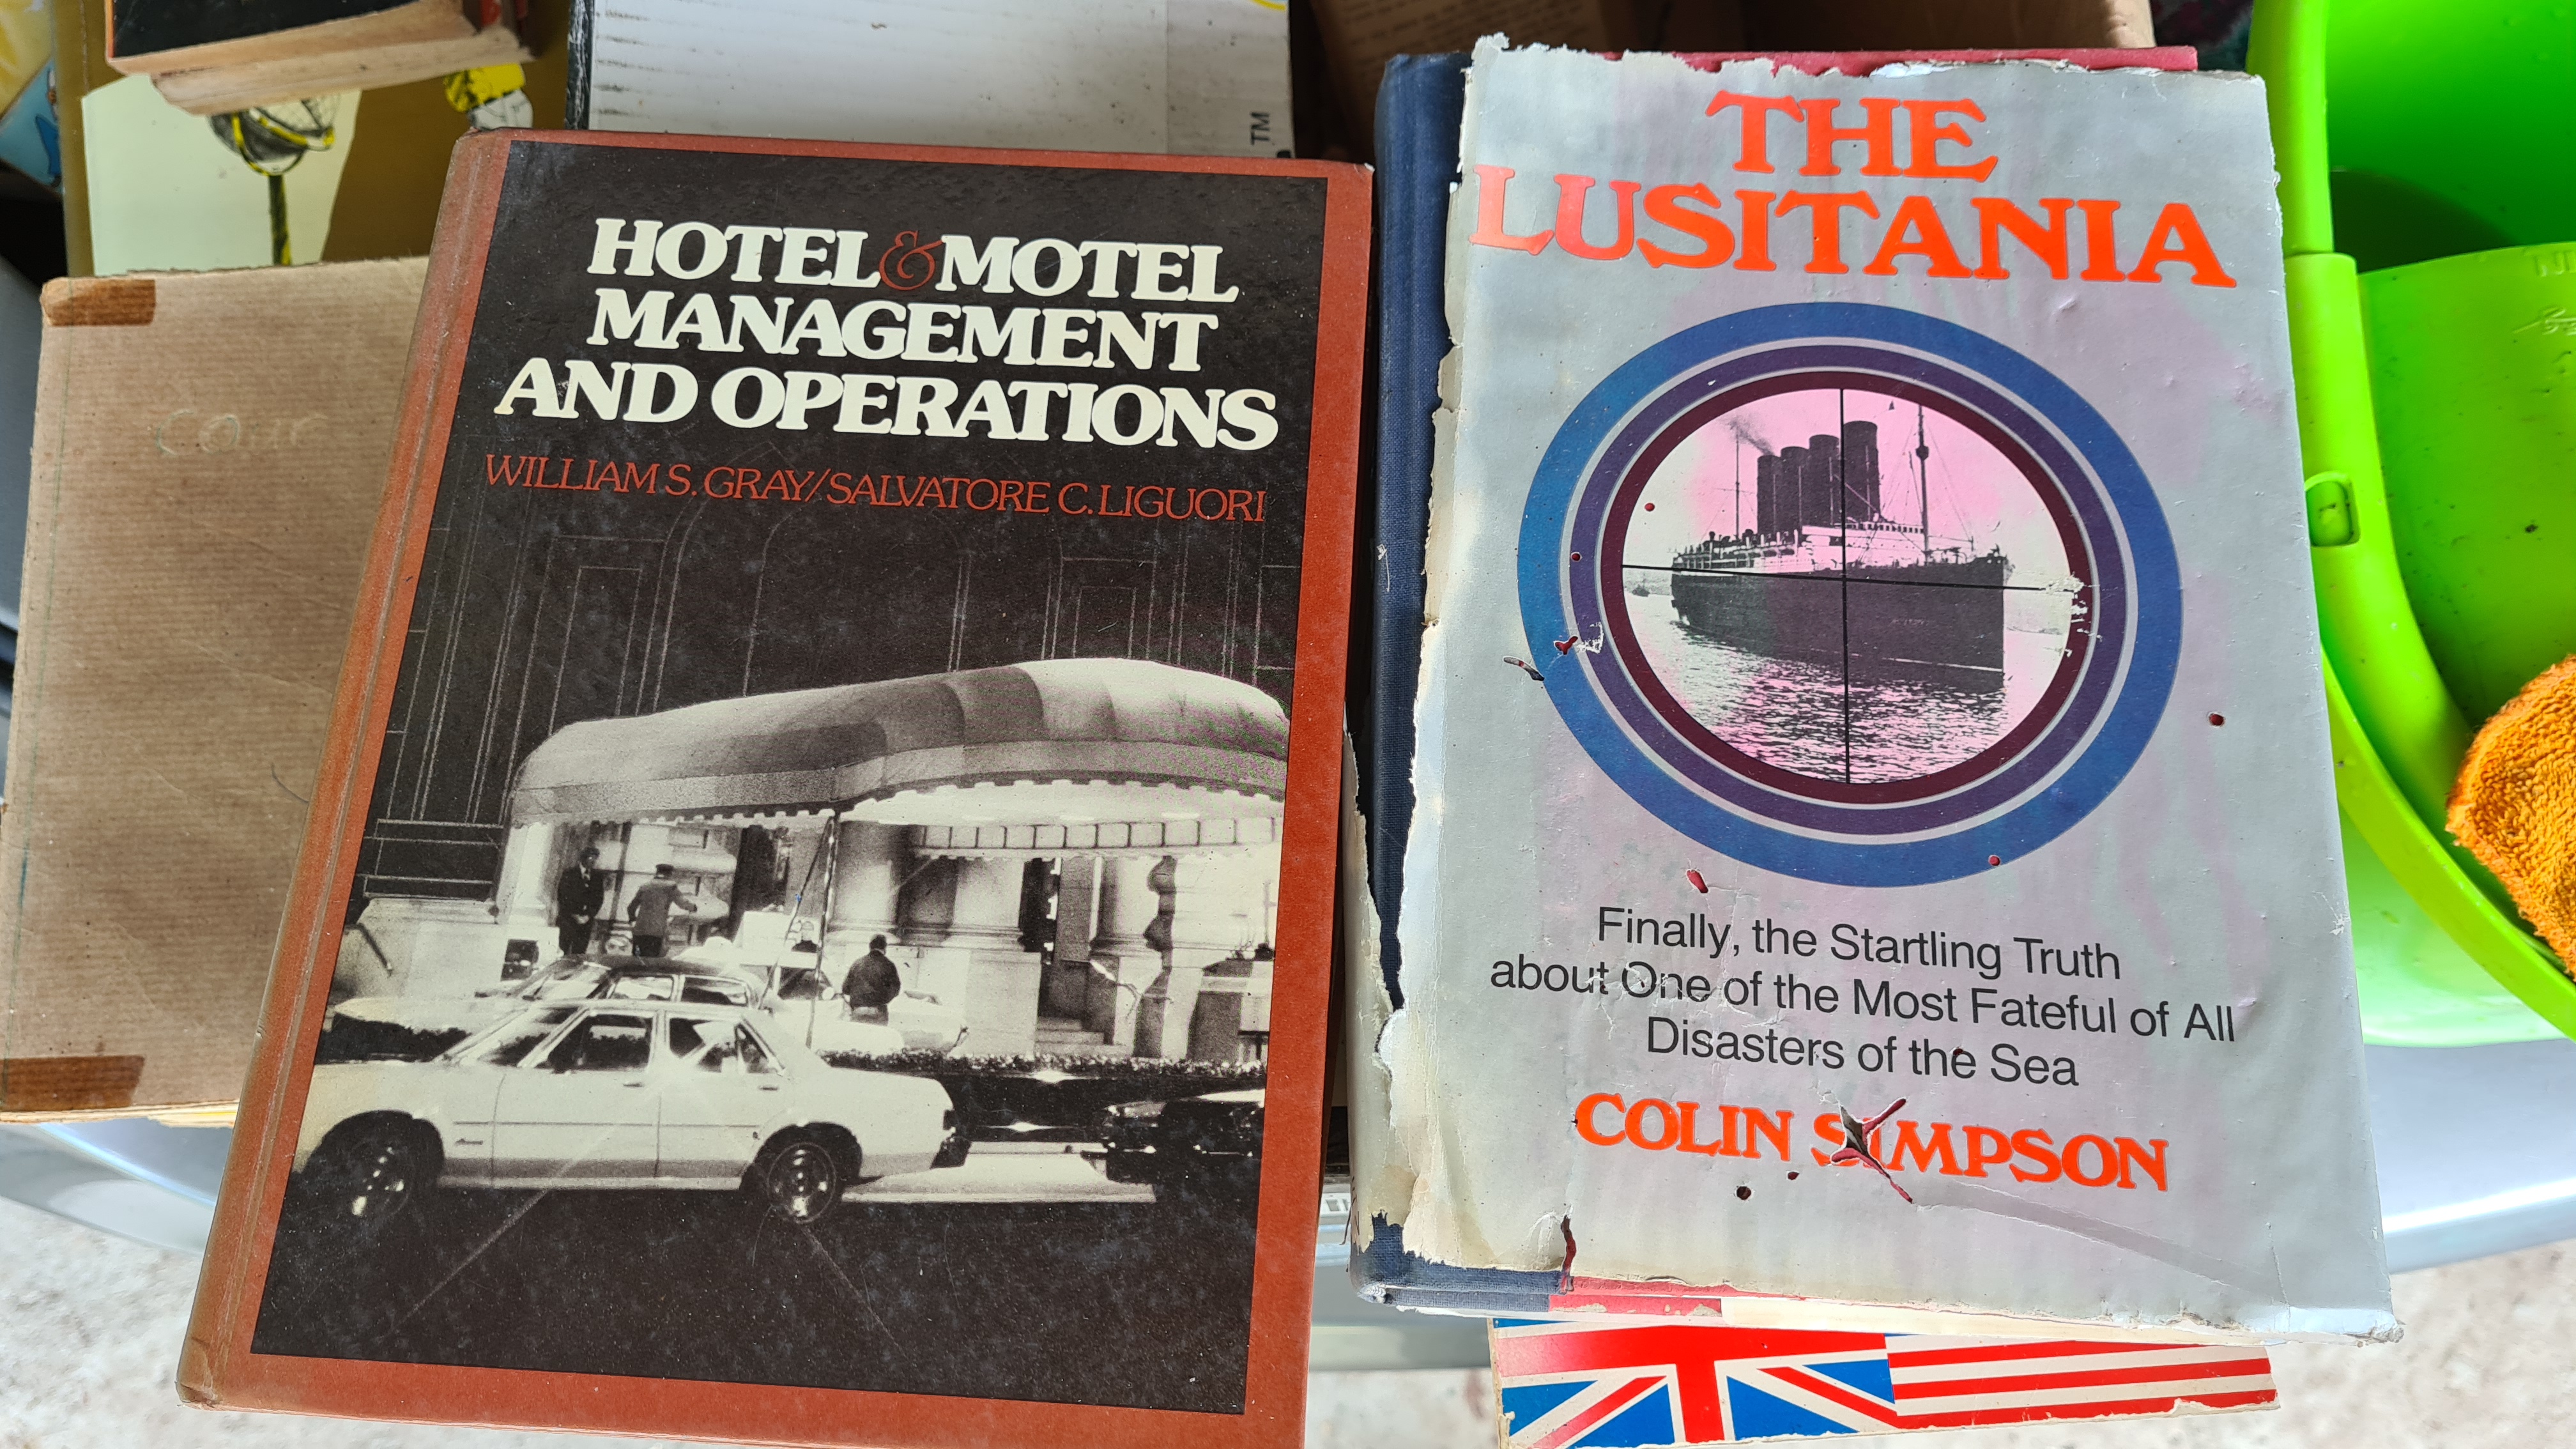 THE
LUSITANIA
Finally, the Startling Truth
about One of the Most Fateful of All
Disasters of the Sea
COLIN SIMPSON
HOTEL & MOTEL
MANAGEMENT
AND OPERATIONS
WILLIAM S. GRAY/SALVATORE C. LIGUORI
TM